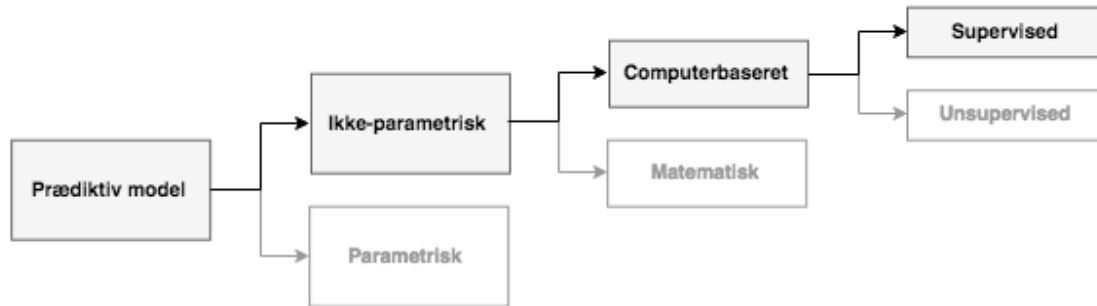 Supervised
Computerbaseret
Ikke-parametrisk
Unsupervised
Prædiktiv model
Matematisk
Parametrisk